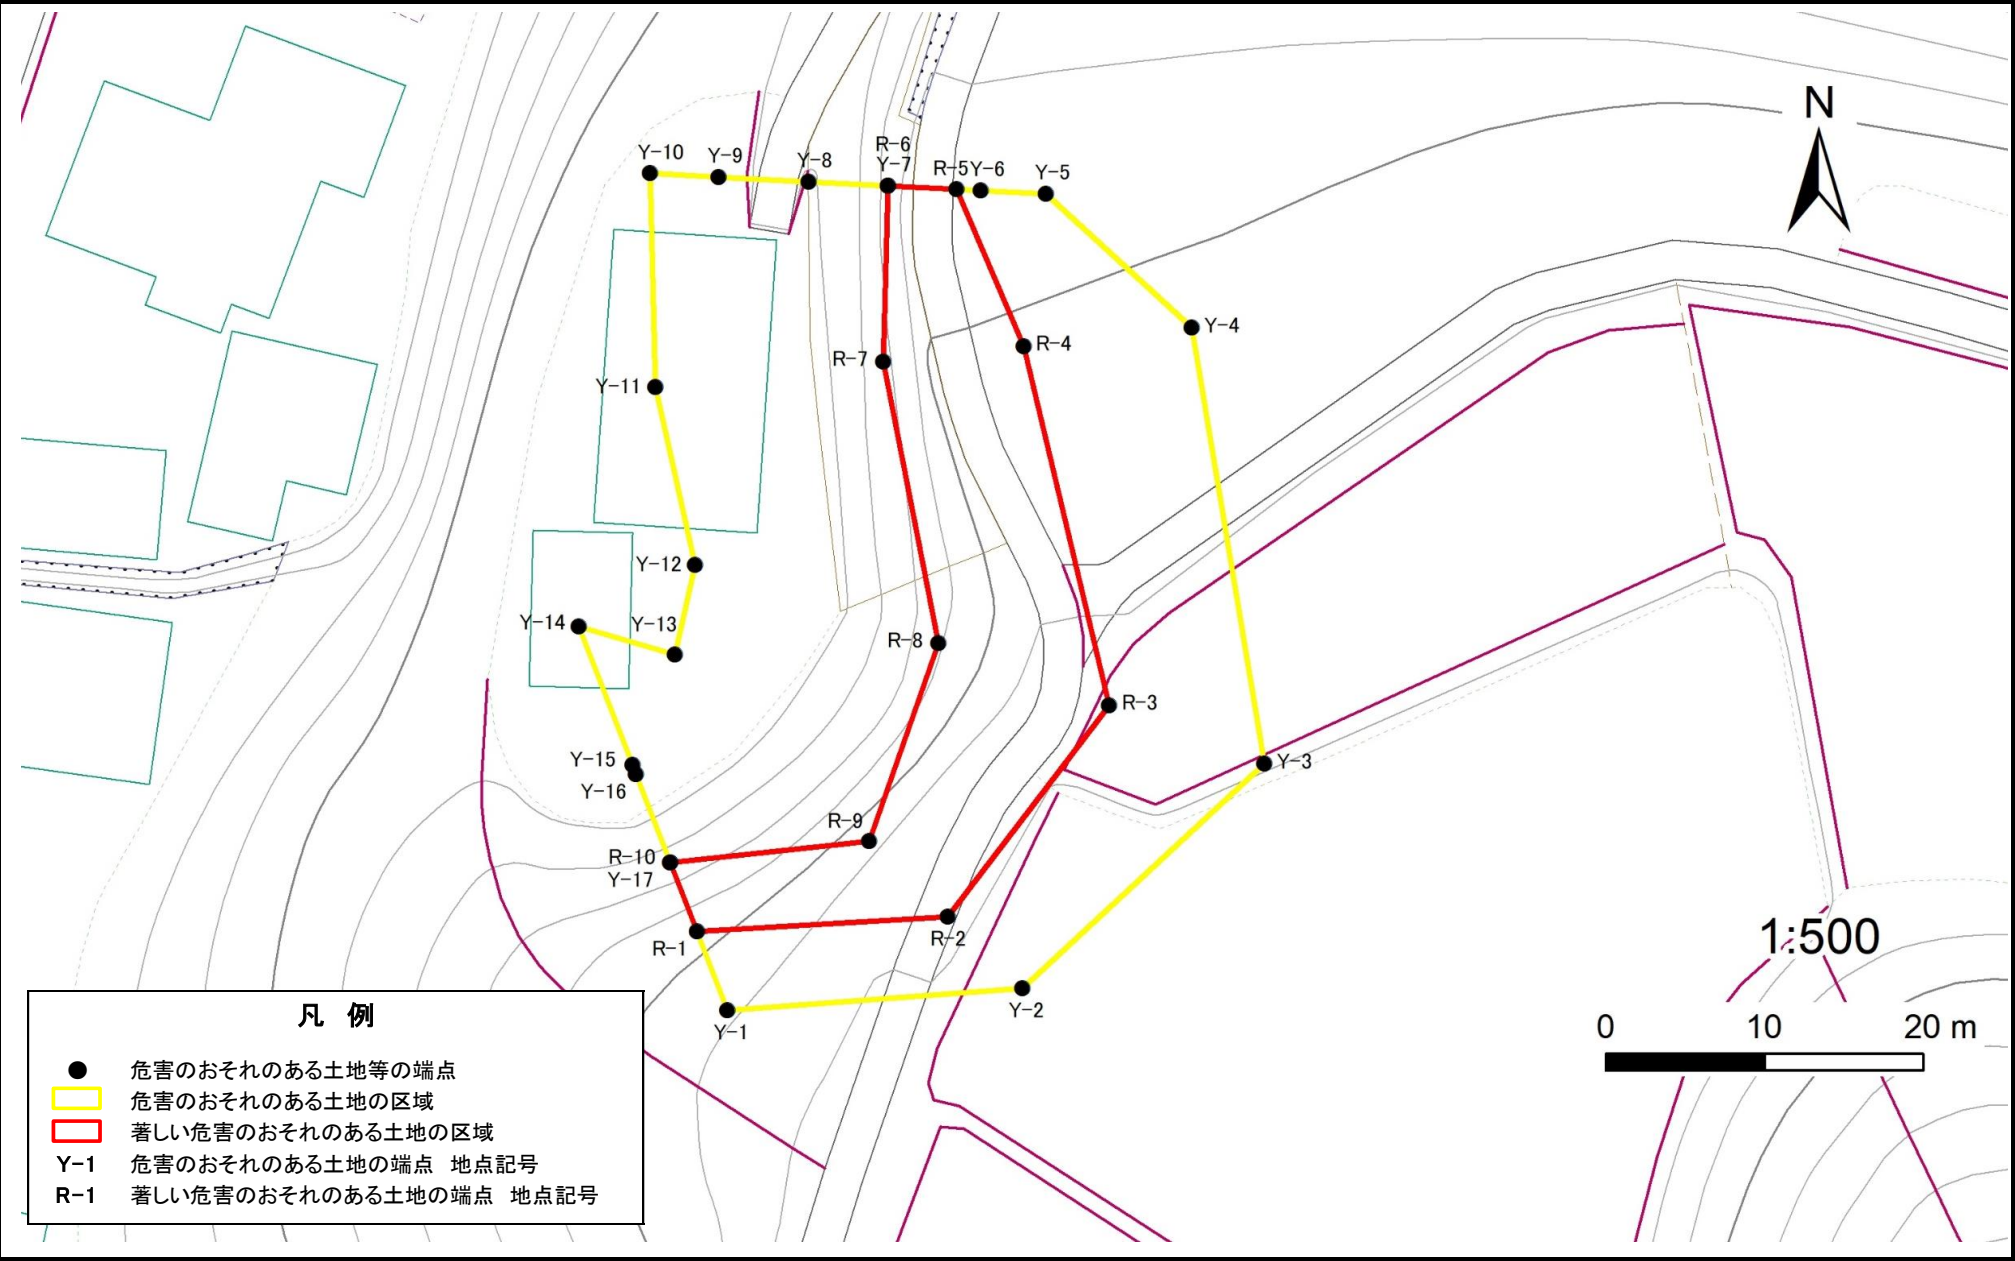 N
R-6
Y-10
Y-9
Y-8
Y-7
R-5
Y-6
Y-5
Y-4
R-4
R-7
Y-11
Y-12
Y-14
Y-13
R-8
R-3
Y-15
Y-3
Y-16
R-9
R-10
Y-17
R-1
R-2
1:500
Y-2
Y-1
0 10 20 m
凡 例
危害のおそれのある土地等の端点
危害のおそれのある土地の区域
著しい危害のおそれのある土地の区域
Y-1 危害のおそれのある土地の端点 地点記号
R-1 著しい危害のおそれのある土地の端点 地点記号